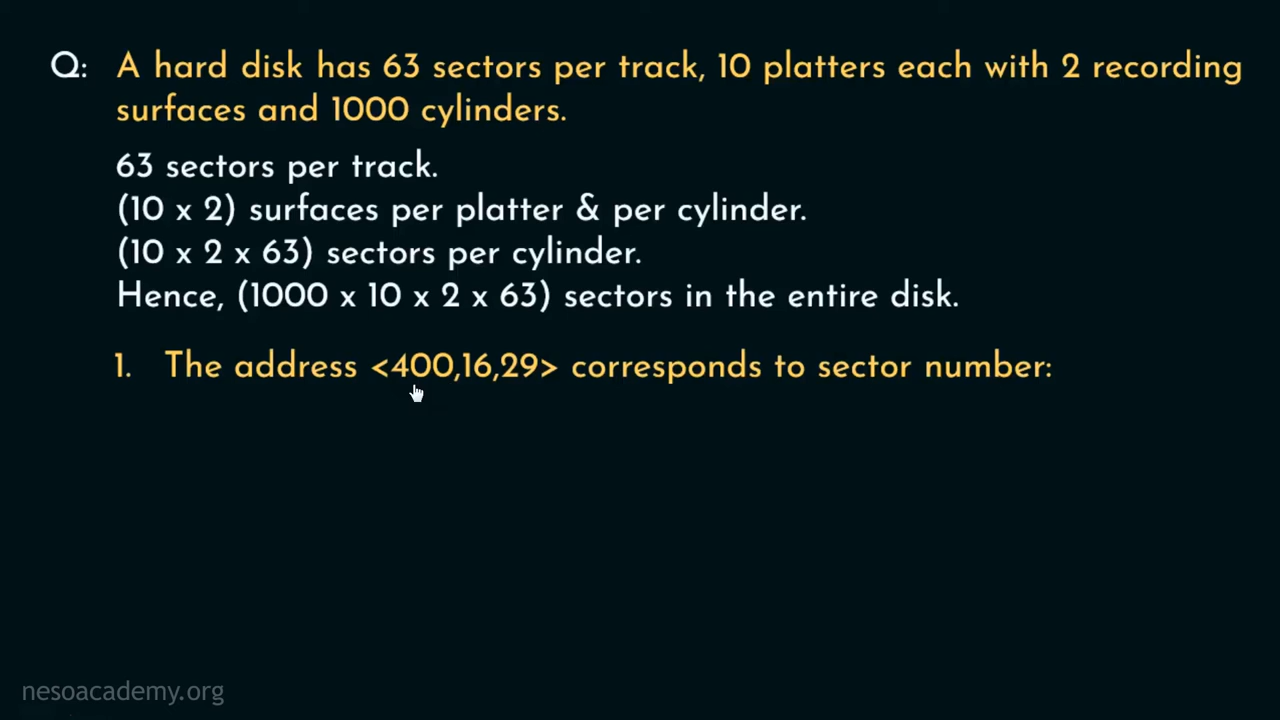 Q: A hard disk has 63 sectors per track, 10 platters each with 2 recording
surfaces and 1000 cylinders.
63 sectors per track.
(10 x 2) surfaces per platter & per cylinder.
(10 x 2 x 63) sectors per cylinder.
Hence, (1000 x 10 x 2 x 63) sectors in the entire disk.
1. The address <400,16,29> corresponds to sector number:
nesoacademy.org